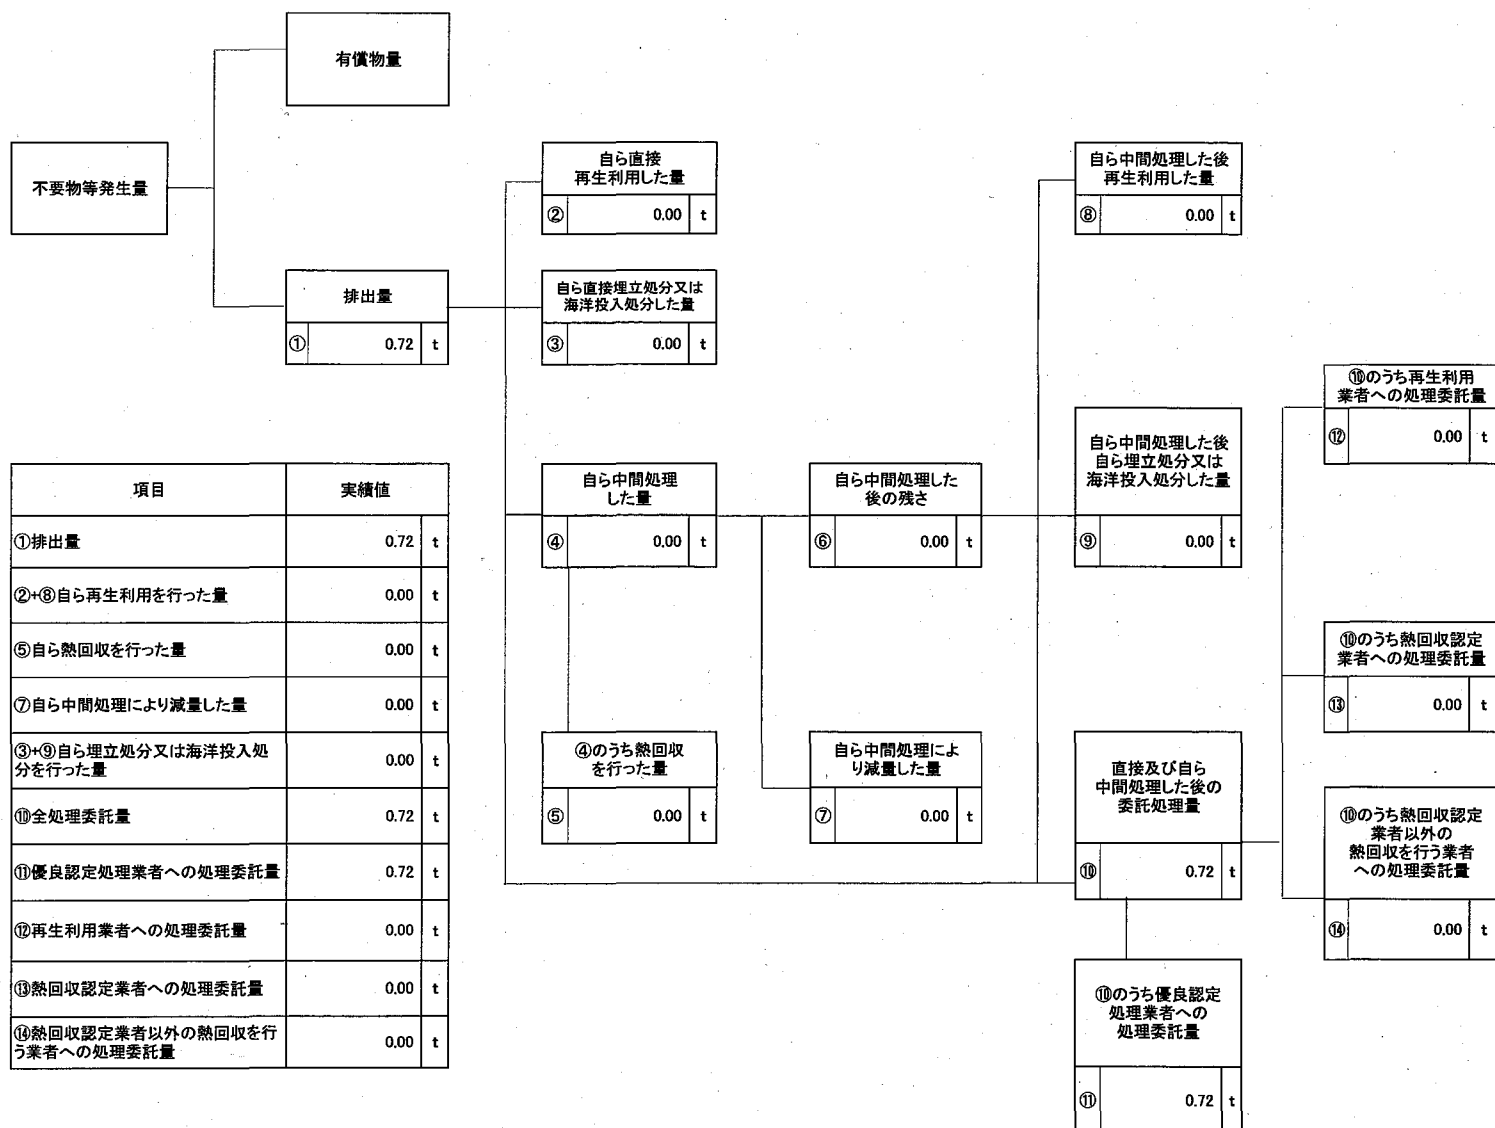 有償物量
不要物等発生量
排出量
① 0.72 t
自ら直接
再生利用した量
② 0.00 t
自ら直接埋立処分又は
海洋投入処分した量
③ 0.00 t
自ら中間処理した後
再生利用した量
⑧ 0.00 t
自ら中間処理
した量
④ 0.00 t
自ら中間処理した
後の残さ
⑥ 0.00 t
自ら中間処理した後
自ら埋立処分又は
海洋投入処分した量
⑨ 0.00 t
⑩のうち再生利用
業者への処理委託量
⑫ 0.00 t
⑩のうち熱回収認定
業者への処理委託量
⑬ 0.00 t
④のうち熱回収
を行った量
⑤ 0.00 t
自ら中間処理によ
り減量した量
⑦ 0.00 t
直接及び自ら
中間処理した後の
委託処理量
⑩ 0.72 t
⑩のうち熱回収認定
業者以外の
熱回収を行う業者
への処理委託量
⑭ 0.00 t
⑩のうち優良認定
処理業者への
処理委託量
⑪ 0.72 t
項目 実績値
①排出量 0.72 t
②+⑧自ら再生利用を行った量 0.00 t
⑤自ら熱回収を行った量 0.00 t
⑦自ら中間処理により減量した量 0.00 t
③+⑨自ら埋立処分又は海洋投入処
分を行った量 0.00 t
⑩全処理委託量 0.72 t
⑪優良認定処理業者への処理委託量 0.72 t
⑫再生利用業者への処理委託量 0.00 t
⑬熱回収認定業者への処理委託量 0.00 t
⑭熱回収認定業者以外の熱回収を行
う業者への処理委託量 0.00 t